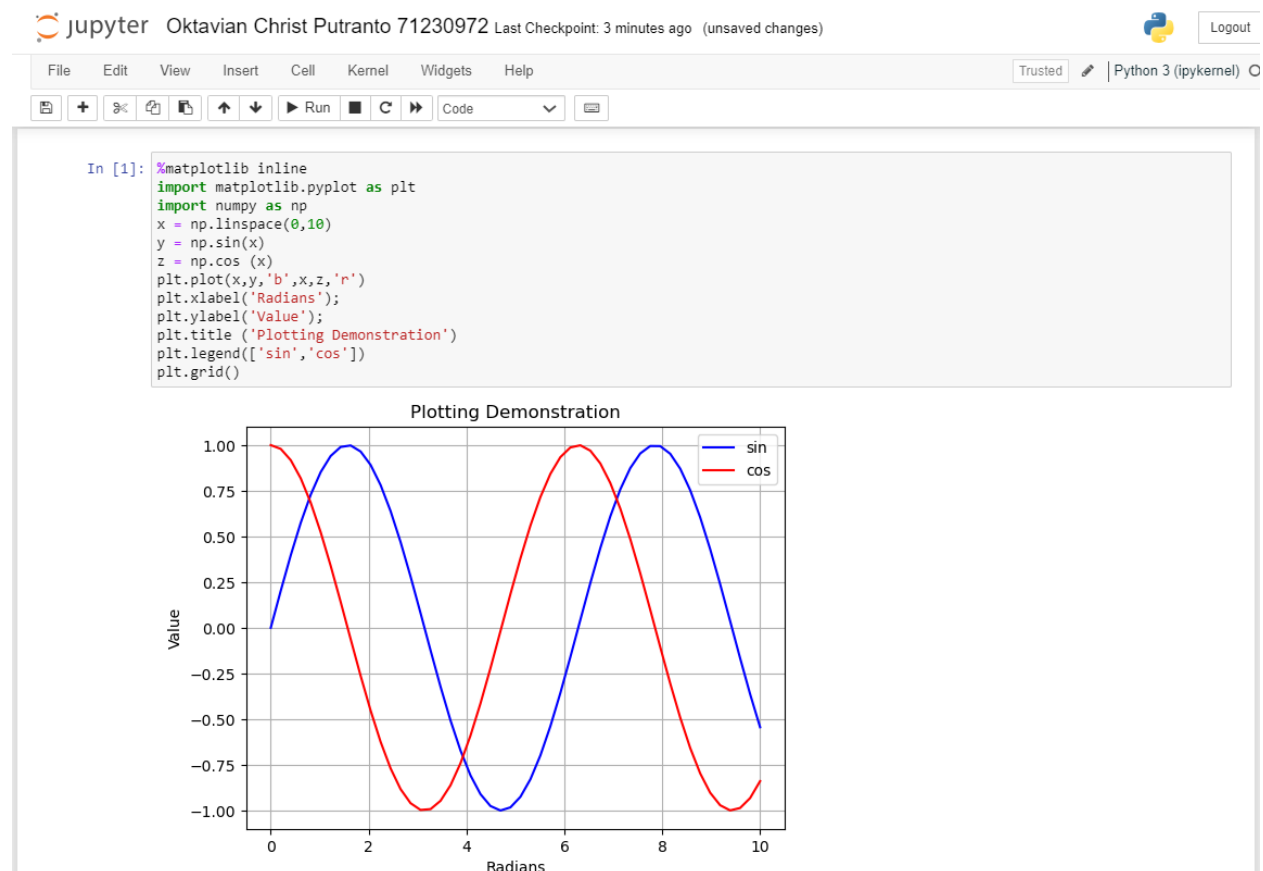 jupyter Oktavian Christ Putranto 71230972 Last Checkpoint: 3 minutes ago (unsaved changes) Logout
File Edit View Insert Cell Kernel Widgets Help Trusted Python 3 (ipykernel)
Run Code
In [1]: %matplotlib inline
import matplotlib.pyplot as plt
import numpy as np
x = np.linspace(0,10)
y = np.sin(x)
z = np.cos (x)
plt.plot(x,y,'b',x,z,'r')
plt.xlabel('Radians');
plt.ylabel('Value');
plt.title ('Plotting Demonstration')
plt.legend(['sin','cos'])
plt.grid()
Plotting Demonstration
sin
cos
1.00
0.75
0.50
0.25
0.00
−0.25
−0.50
−0.75
−1.00
Value
0 2 4 6 8 10
Radians